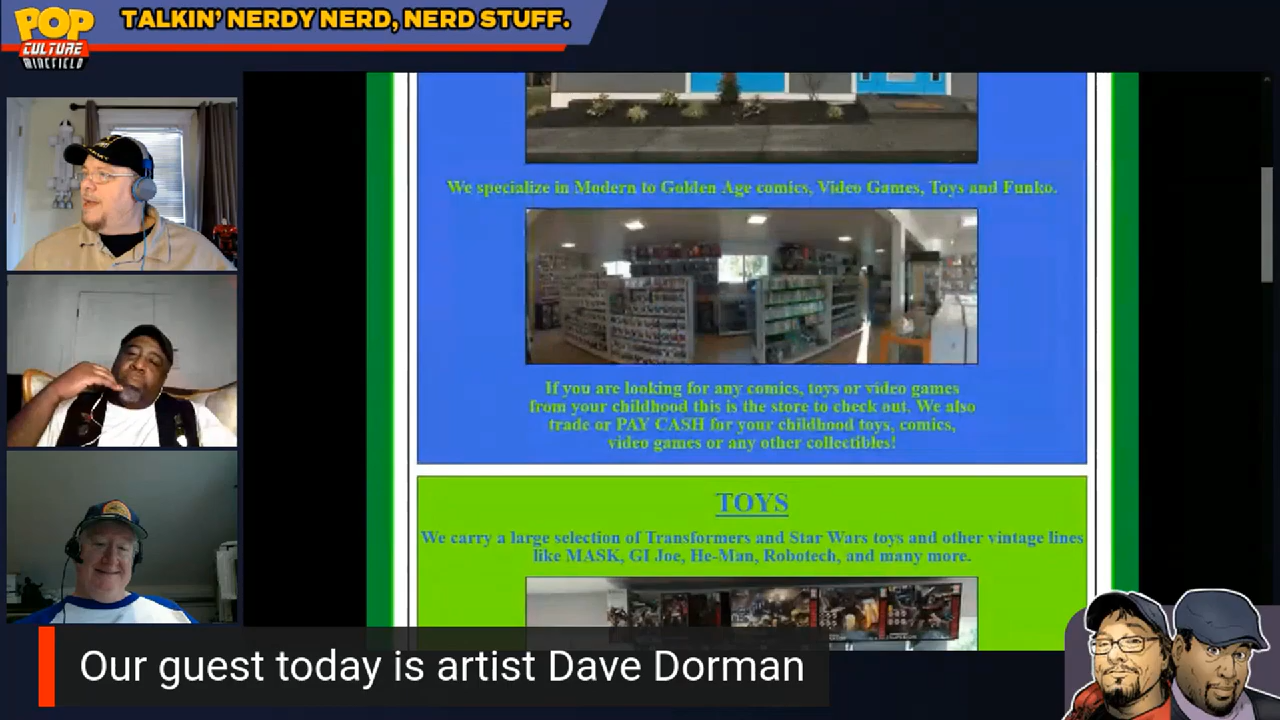 POP
CULTURE
MINEFIELD
TALKIN' NERDY NERD, NERD STUFF.
We specialize in Modern to Golden Age comics, Video Games, Toys and Funko.
If you are looking for any comics, toys or video games
from your childhood this is the store to check out. We also
trade or PAY CASH for your childhood toys, comics,
video games or any other collectibles!
TOYS
We carry a large selection of Transformers and Star Wars toys and other vintage lines
like MASK, GI Joe, He-Man, Robotech, and many more.
Our guest today is artist Dave Dorman